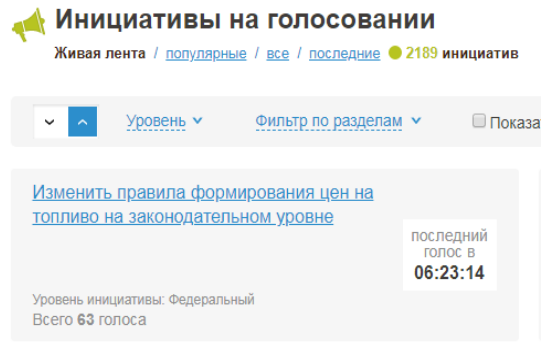 Инициативы на голосовании
Живая лента / популярные / все / последние 2189 инициатив
Уровень Фильтр по разделам Показа
Изменить правила формирования цен на
топливо на законодательном уровне
последний
голос в
06:23:14
Уровень инициативы: Федеральный
Всего 63 голоса